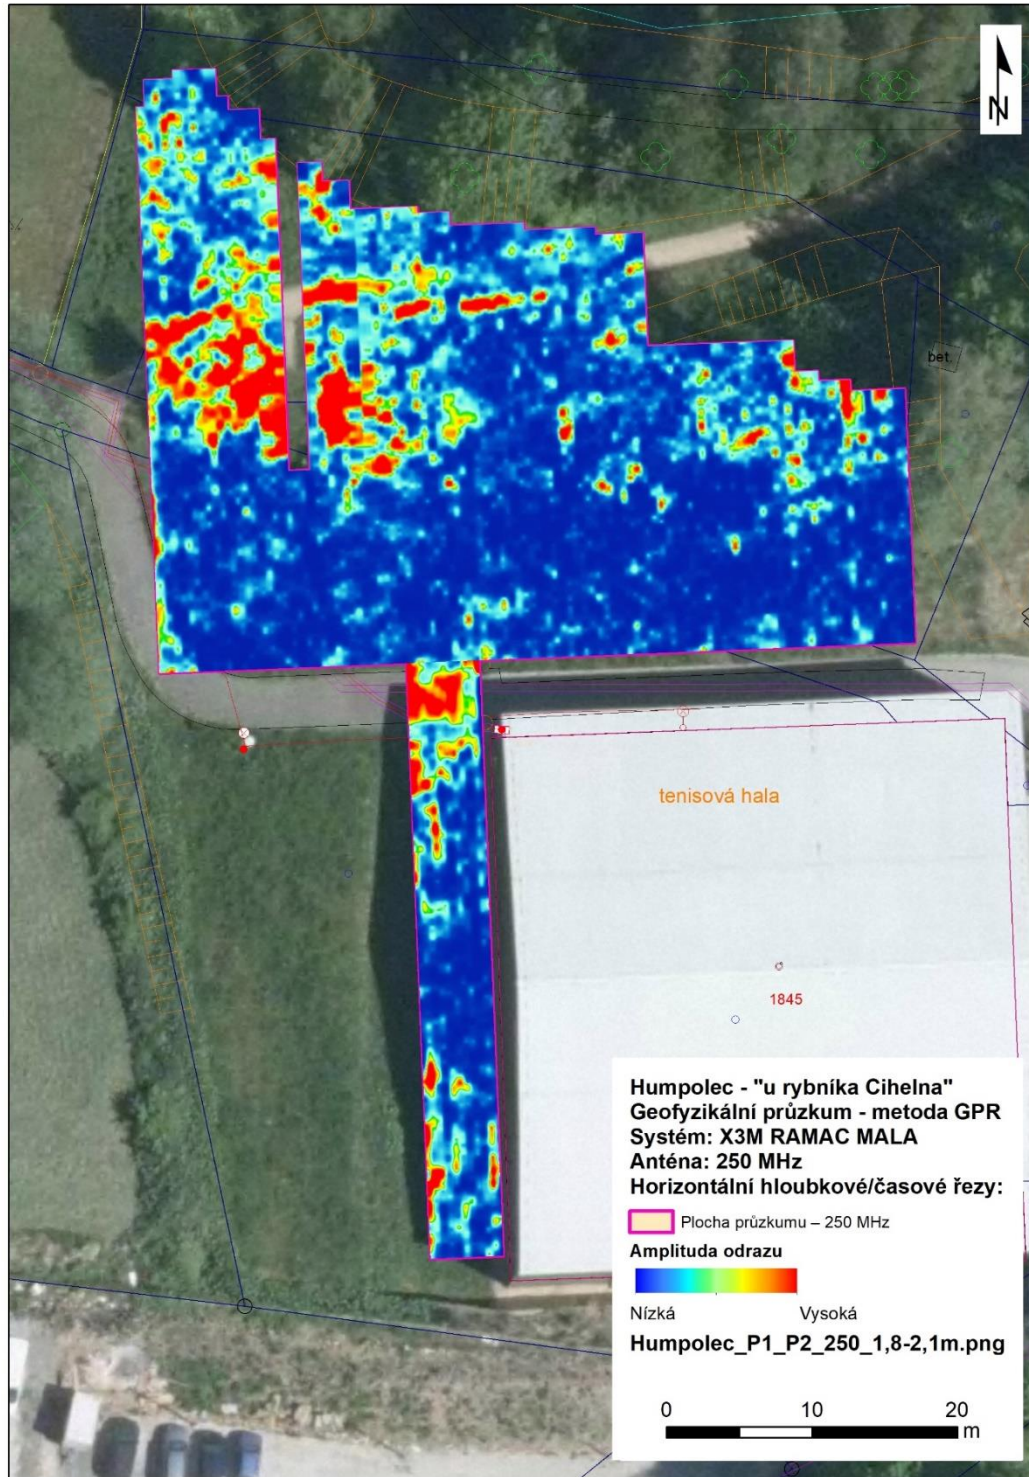 N
bet.
tenisová hala
1845
Humpolec - "u rybníka Cihelna"
Geofyzikální průzkum - metoda GPR
Systém: X3M RAMAC MALA
Anténa: 250 MHz
Horizontální hloubkové/časové řezy:
Plocha průzkumu – 250 MHz
Amplituda odrazu
Nízká Vysoká
Humpolec_P1_P2_250_1,8-2,1m.png
0 10 20
m